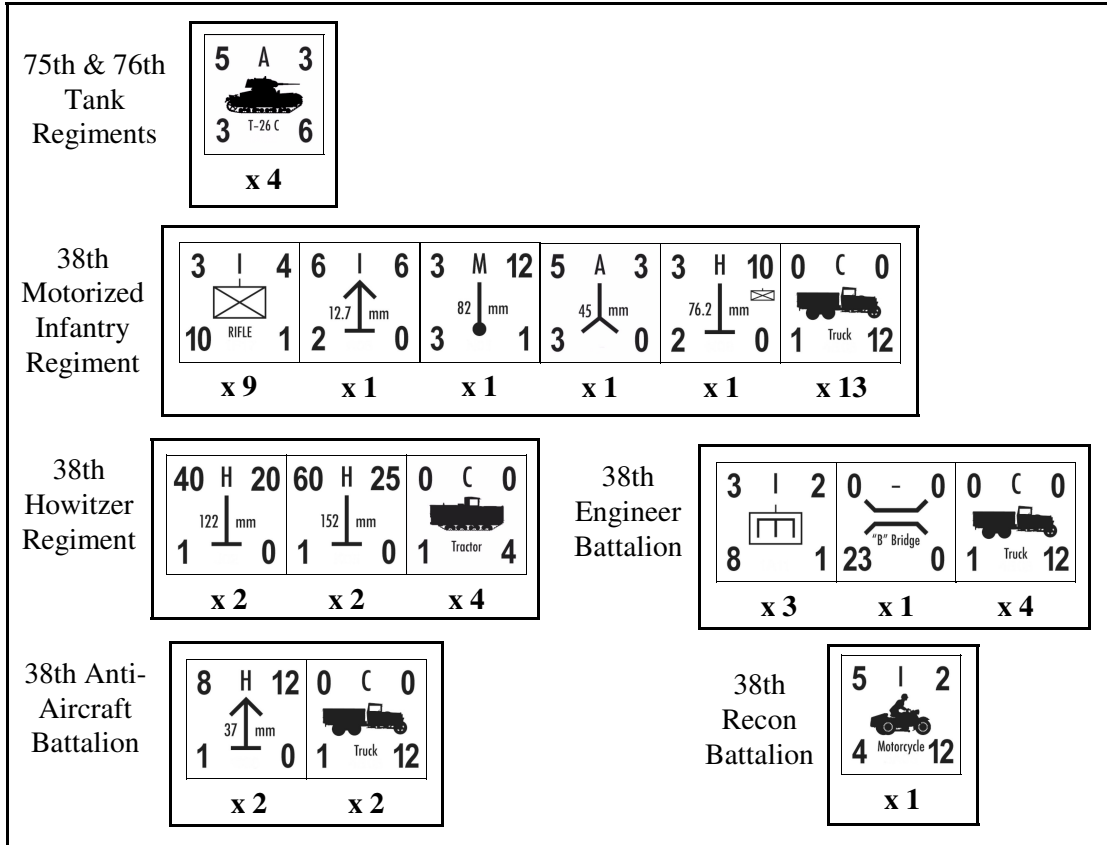 75th & 76th
Tank
Regiments
5 A 3
T-26 C
3 6
x 4
38th
Motorized
Infantry
Regiment
3 I 4 6 I 6 3 M 12 5 A 3 3 H 10 0 C 0
12.7 mm 82 mm 45 mm 76.2 mm
RIFLE Truck
10 1 2 0 3 1 3 0 2 0 1 12
x 9 x 1 x 1 x 1 x 1 x 13
38th
Howitzer
Regiment
40 H 20 60 H 25 0 C 0
122 mm 152 mm Tractor
1 0 1 0 1 4
x 2 x 2 x 4
38th
Engineer
Battalion
3 I 2 0 – 0 0 C 0
"B" Bridge Truck
8 1 23 0 1 12
x 3 x 1 x 4
38th Anti-
Aircraft
Battalion
8 H 12 0 C 0
37 mm Truck
1 0 1 12
x 2 x 2
38th
Recon
Battalion
5 I 2
Motorcycle
4 12
x 1